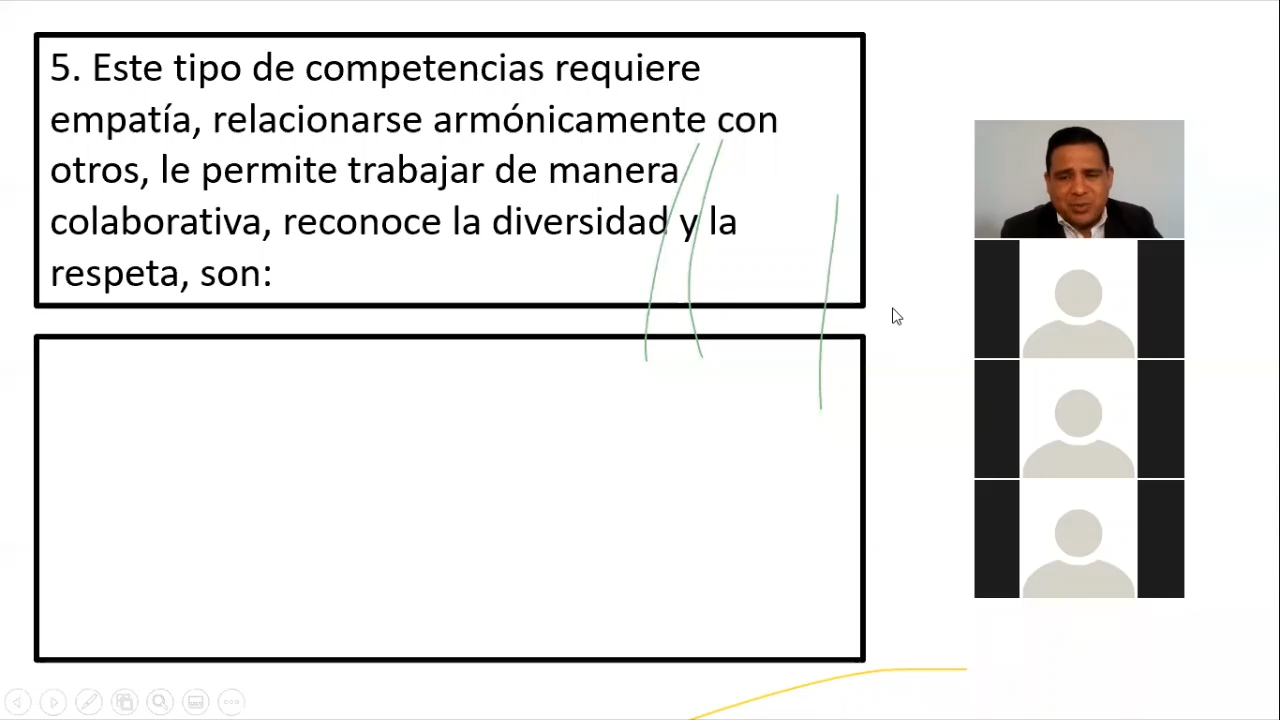 5. Este tipo de competencias requiere
empatía, relacionarse armónicamente con
otros, le permite trabajar de manera
colaborativa, reconoce la diversidad y la
respeta, son: